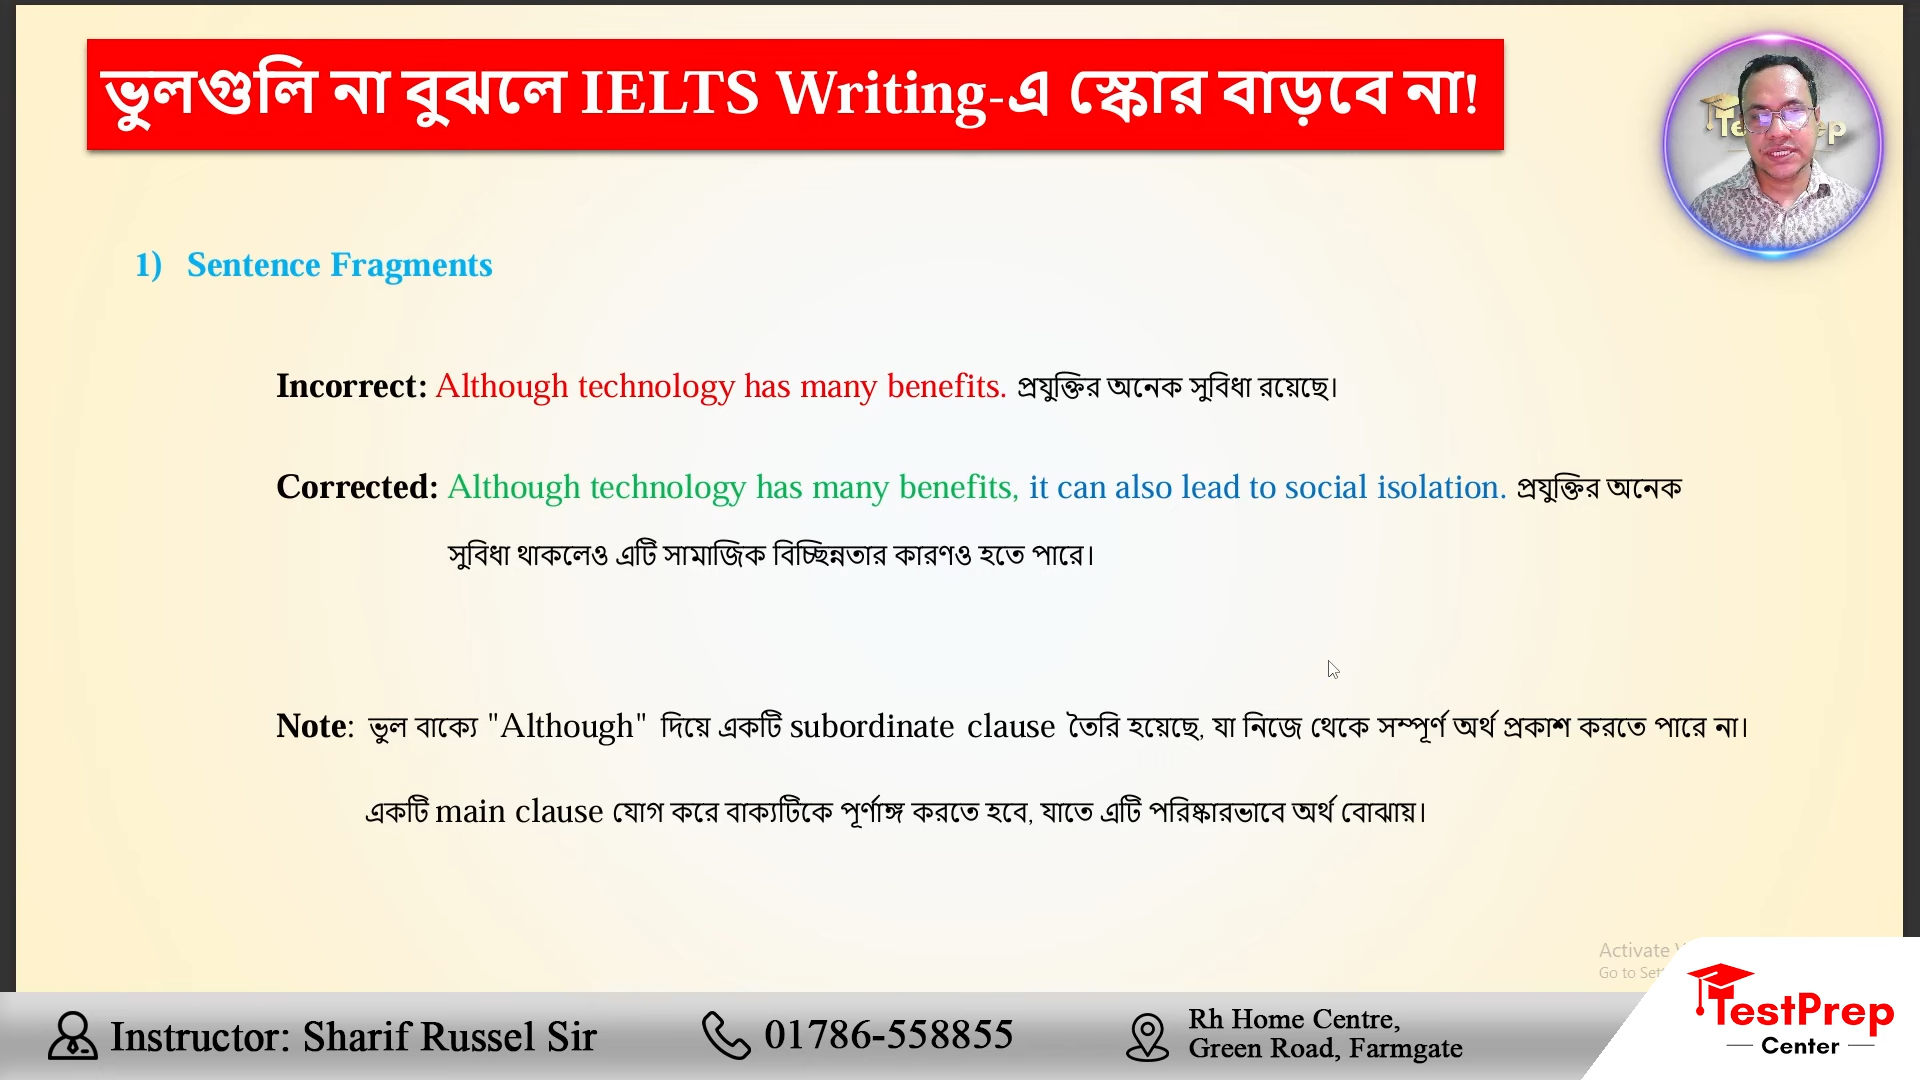 ভুলগুলি না বুঝলে IELTS Writing-এ স্কোর বাড়বে না!
1) Sentence Fragments
Incorrect: Although technology has many benefits. প্রযুক্তির অনেক সুবিধা রয়েছে।
Corrected: Although technology has many benefits, it can also lead to social isolation. প্রযুক্তির অনেক
সুবিধা থাকলেও এটি সামাজিক বিচ্ছিন্নতার কারণও হতে পারে।
Note: ভুল বাক্যে "Although" দিয়ে একটি subordinate clause তৈরি হয়েছে, যা নিজে থেকে সম্পূর্ণ অর্থ প্রকাশ করতে পারে না।
একটি main clause যোগ করে বাক্যটিকে পূর্ণাঙ্গ করতে হবে, যাতে এটি পরিষ্কারভাবে অর্থ বোঝায়।
Activate
Go to
Instructor: Sharif Russel Sir
01786-558855
Rh Home Centre,
Green Road, Farmgate
TestPrep
Center